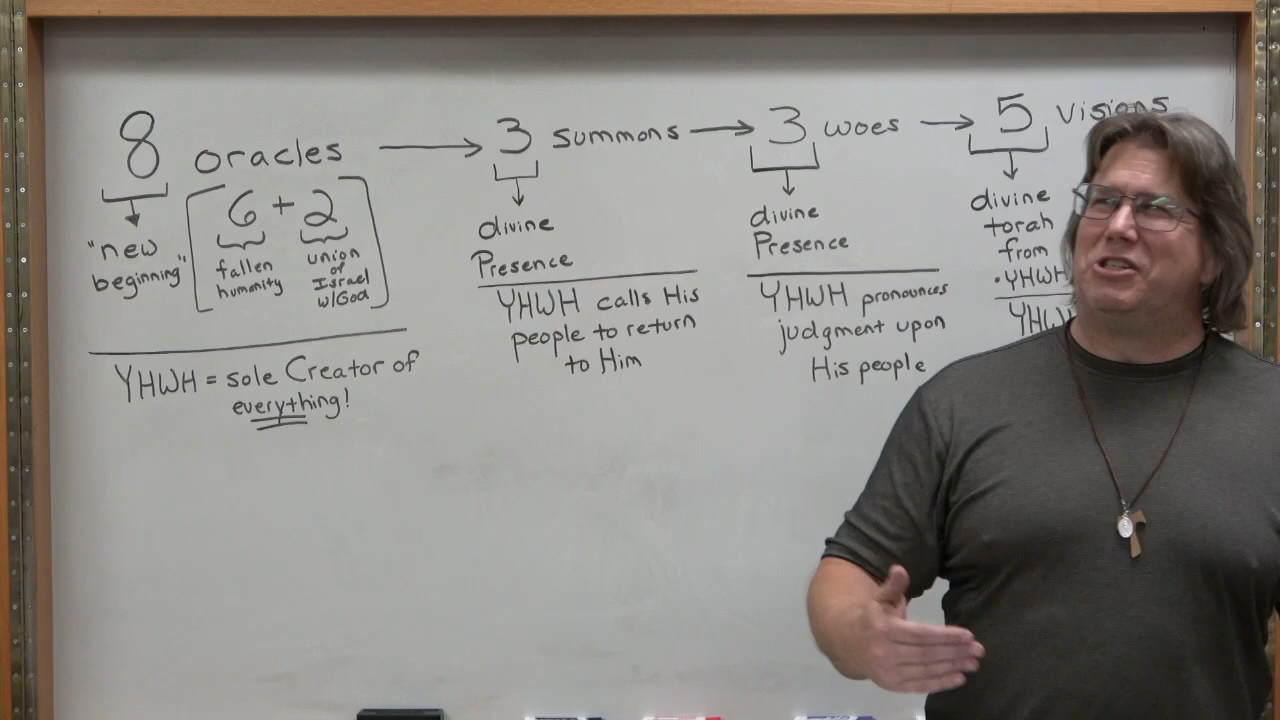 8 oracles
[6 + 2]
"new beginning"
fallen humanity
union of Israel w/God
YHWH = sole Creator of
everything!
3 summons
divine
Presence
YHWH calls His
people to return
to Him
3 woes
divine
Presence
YHWH pronounces
judgment upon
His people
5 visions
divine
torah
from
YHWH